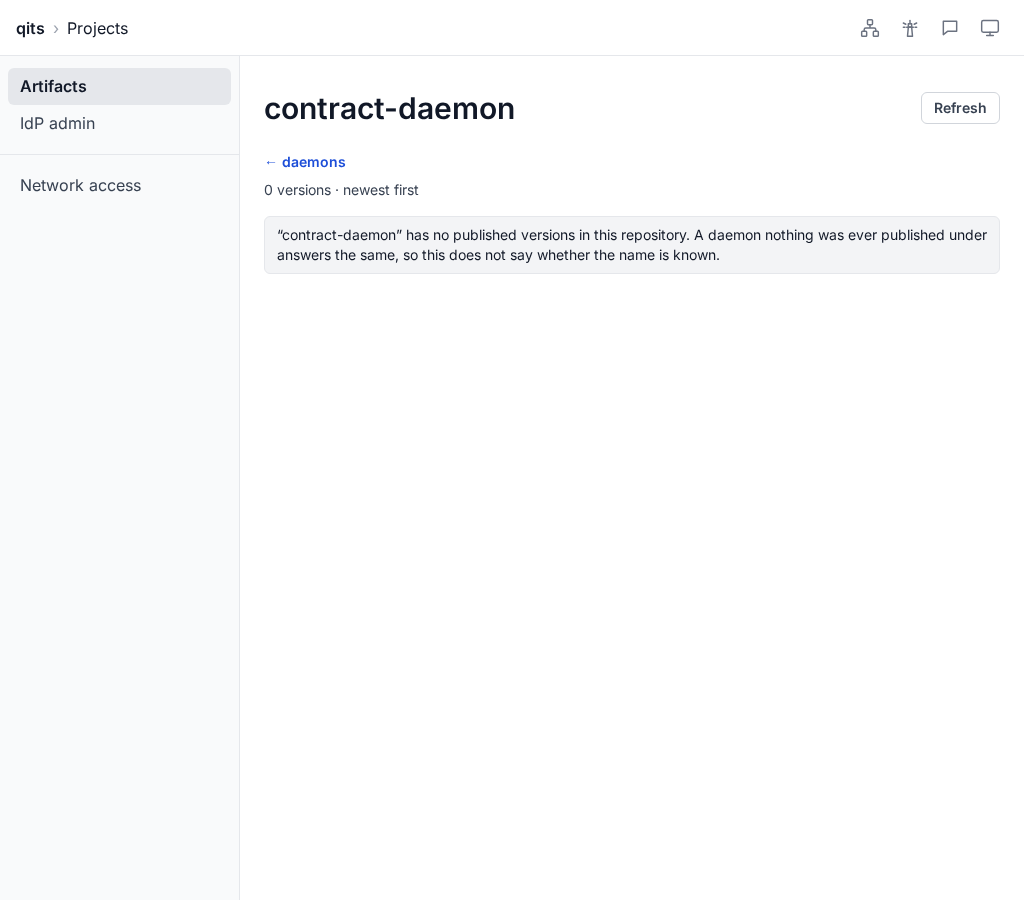 qits › Projects
Artifacts
IdP admin
Network access
contract-daemon
Refresh
← daemons
0 versions · newest first
“contract-daemon” has no published versions in this repository. A daemon nothing was ever published under
answers the same, so this does not say whether the name is known.